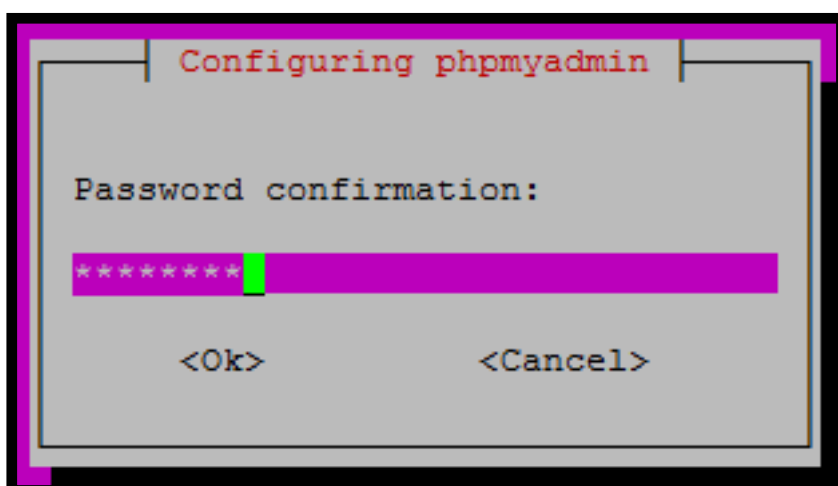 Configuring phpmyadmin
Password confirmation:
********
<Ok> <Cancel>